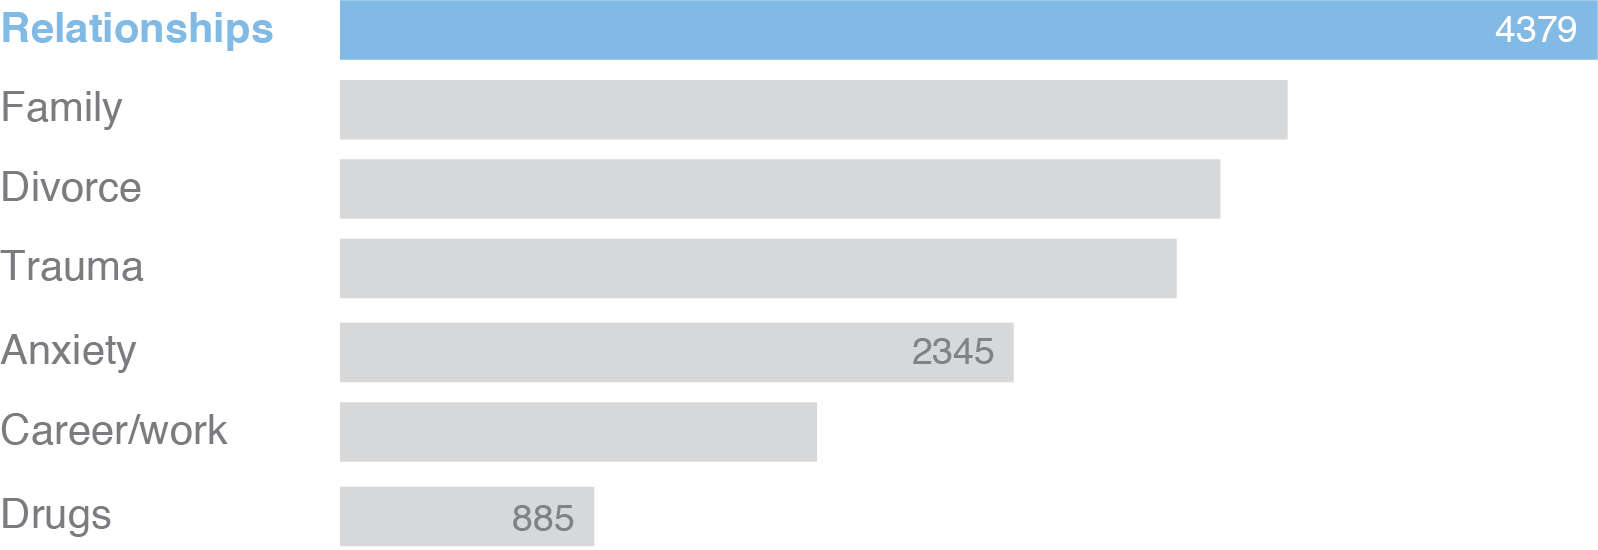 Relationships 4379
Family
Divorce
Trauma
Anxiety 2345
Career/work
Drugs 885